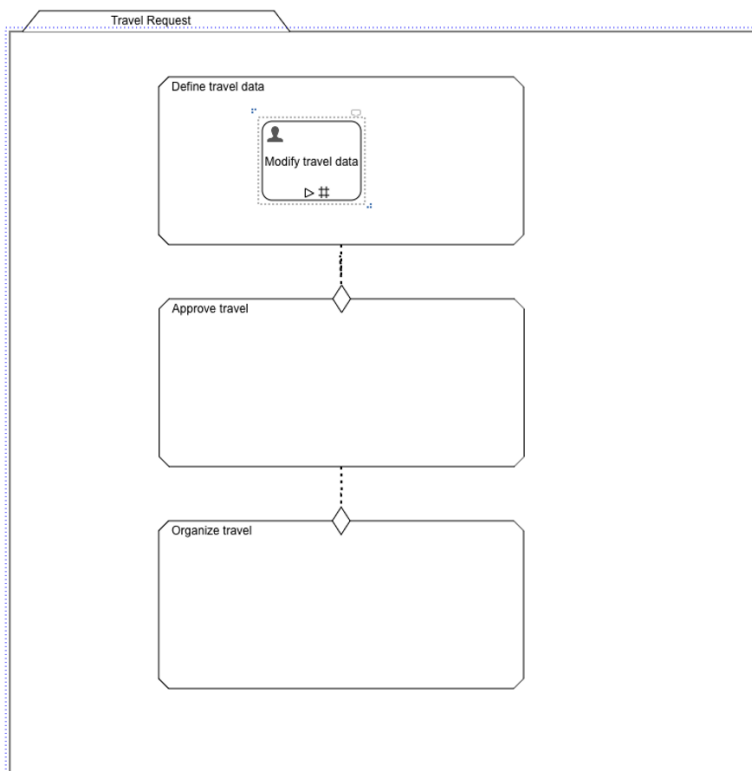 Travel Request
Define travel data
Modify travel data
Approve travel
Organize travel